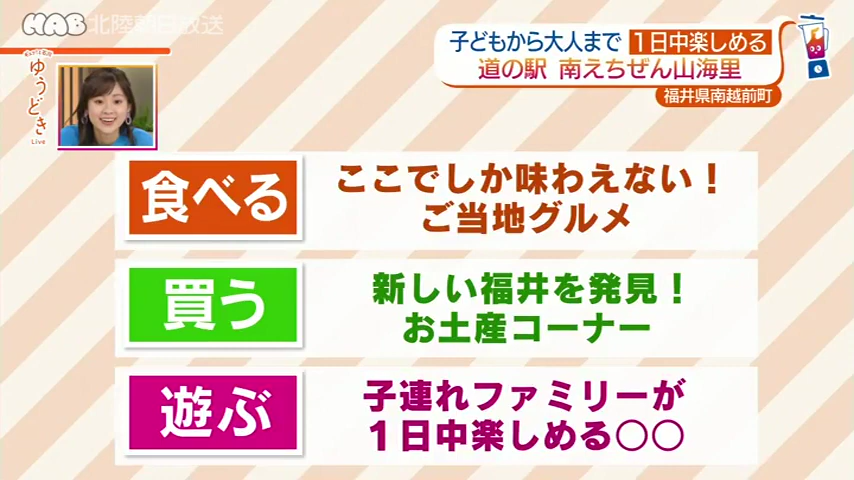 HAB 北陸朝日放送
ゆうどき
Live
子どもから大人まで 1日中楽しめる
道の駅 南えちぜん山海里
福井県南越前町
食べる
ここでしか味わえない！
ご当地グルメ
買う
新しい福井を発見！
お土産コーナー
遊ぶ
子連れファミリーが
1日中楽しめる○○